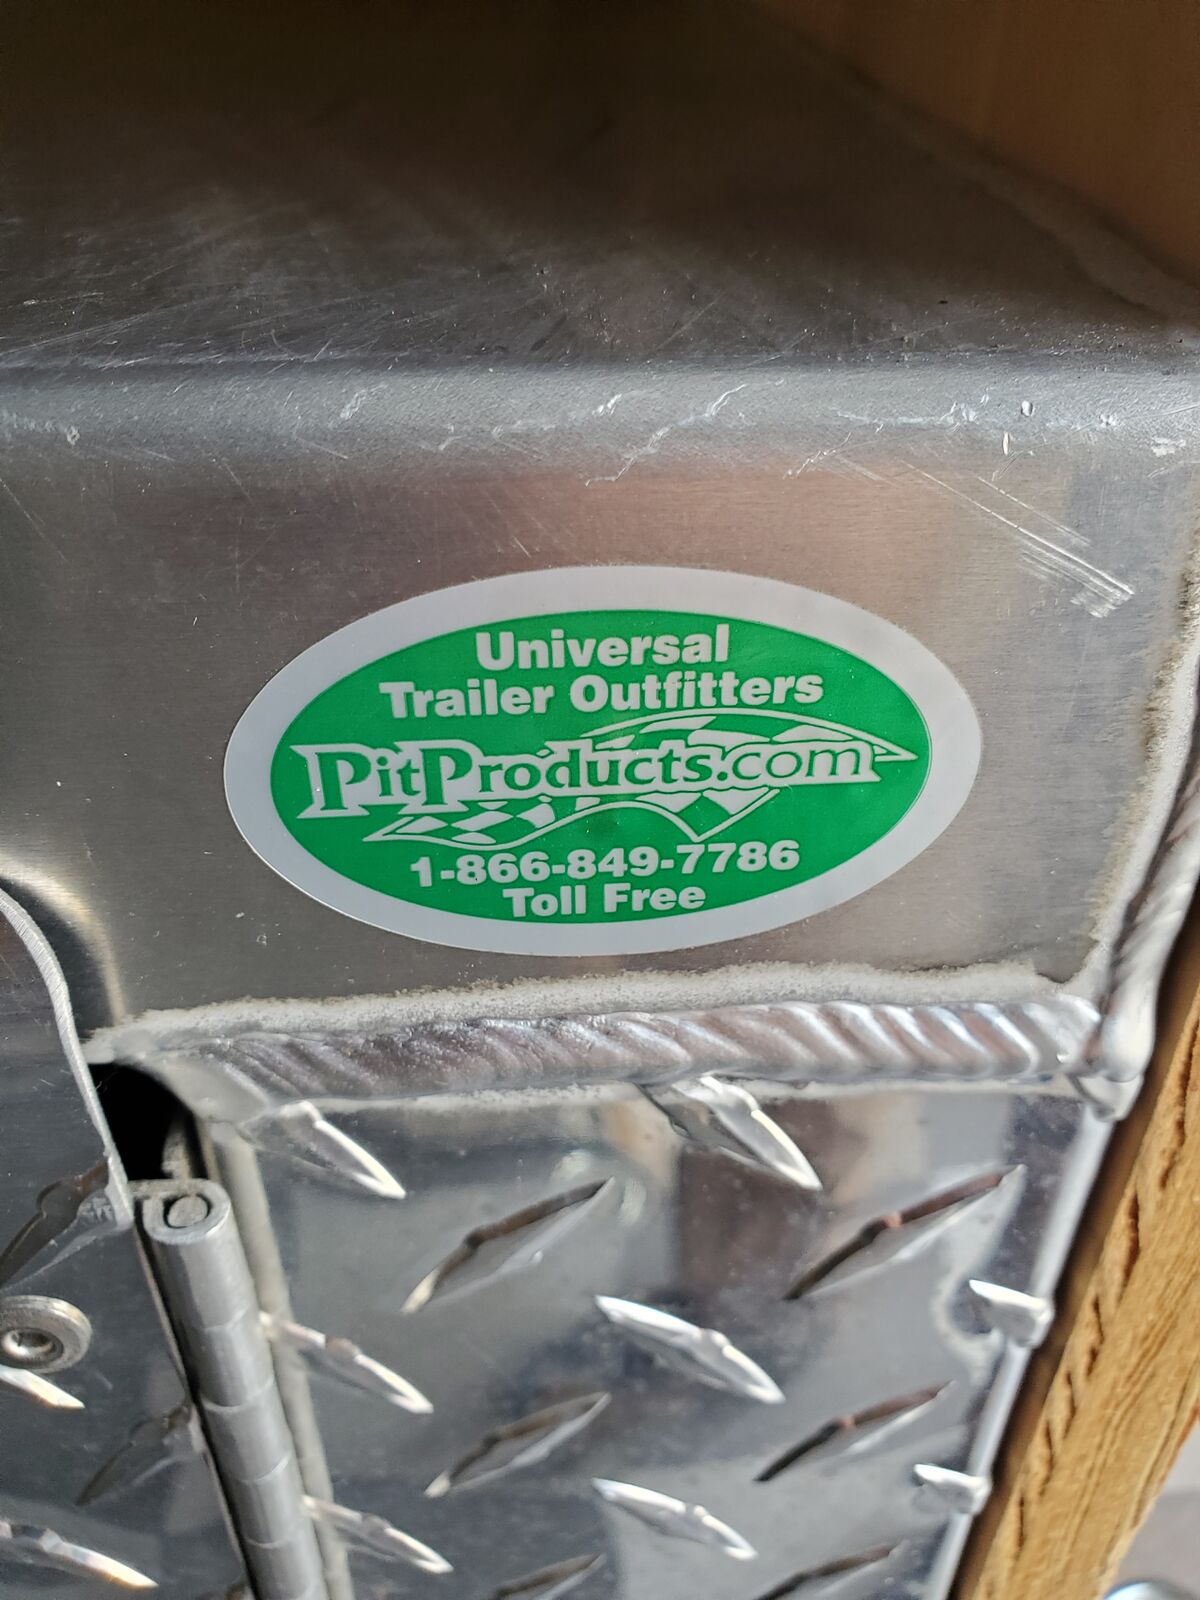 Universal
Trailer Outfitters
PitProducts.com
1-866-849-7786
Toll Free